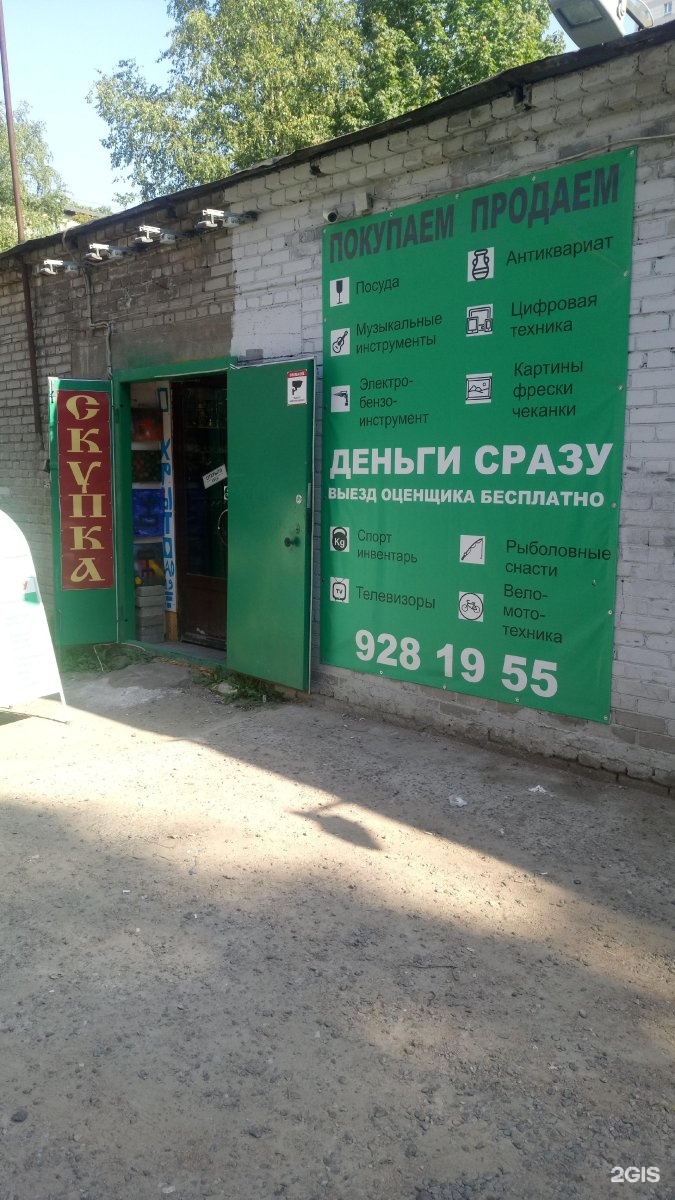 ПОКУПАЕМ ПРОДАЕМ
Посуда
Антиквариат
Музыкальные
инструменты
Цифровая
техника
Электро-
бензо-
инструмент
Картины
фрески
чеканки
ДЕНЬГИ СРАЗУ
ВЫЕЗД ОЦЕНЩИКА БЕСПЛАТНО
Kg
Спорт
инвентарь
Рыболовные
снасти
TV
Телевизоры
Вело-
мото-
техника
928 19 55
СКУПКА
2GIS